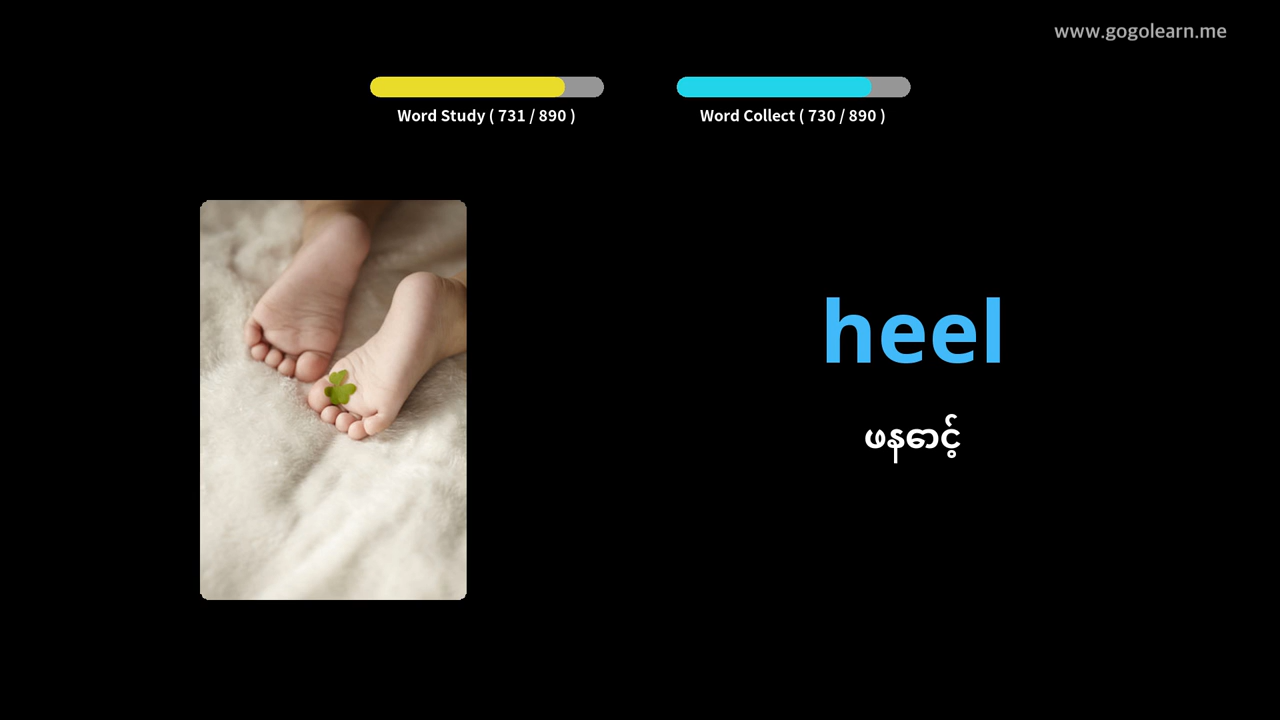 www.gogolearn.me
Word Study ( 731 / 890 )
Word Collect ( 730 / 890 )
heel
ဖနောင့်